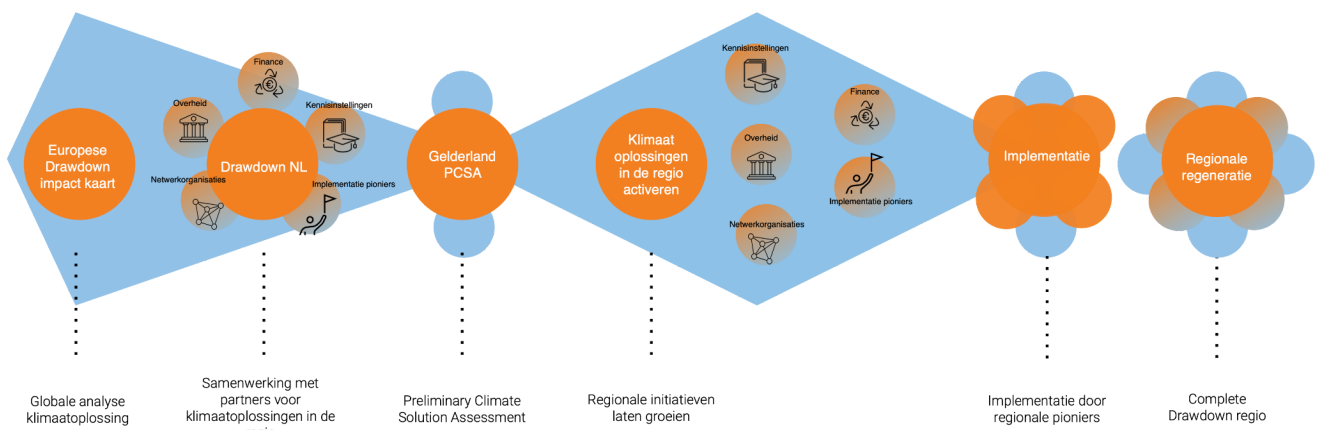 Europese
Drawdown
impact kaart
Finance
Overheid
Kennisinstellingen
Drawdown NL
Netwerkorganisaties
Implementatie pioniers
Gelderland
PCSA
Klimaat
oplossingen
in de regio
activeren
Kennisinstellingen
Finance
Overheid
Implementatie pioniers
Netwerkorganisaties
Implementatie
Regionale
regeneratie
Globale analyse
klimaatoplossing
Samenwerking met
partners voor
klimaatoplossingen in de
Preliminary Climate
Solution Assessment
Regionale initiatieven
laten groeien
Implementatie door
regionale pioniers
Complete
Drawdown regio